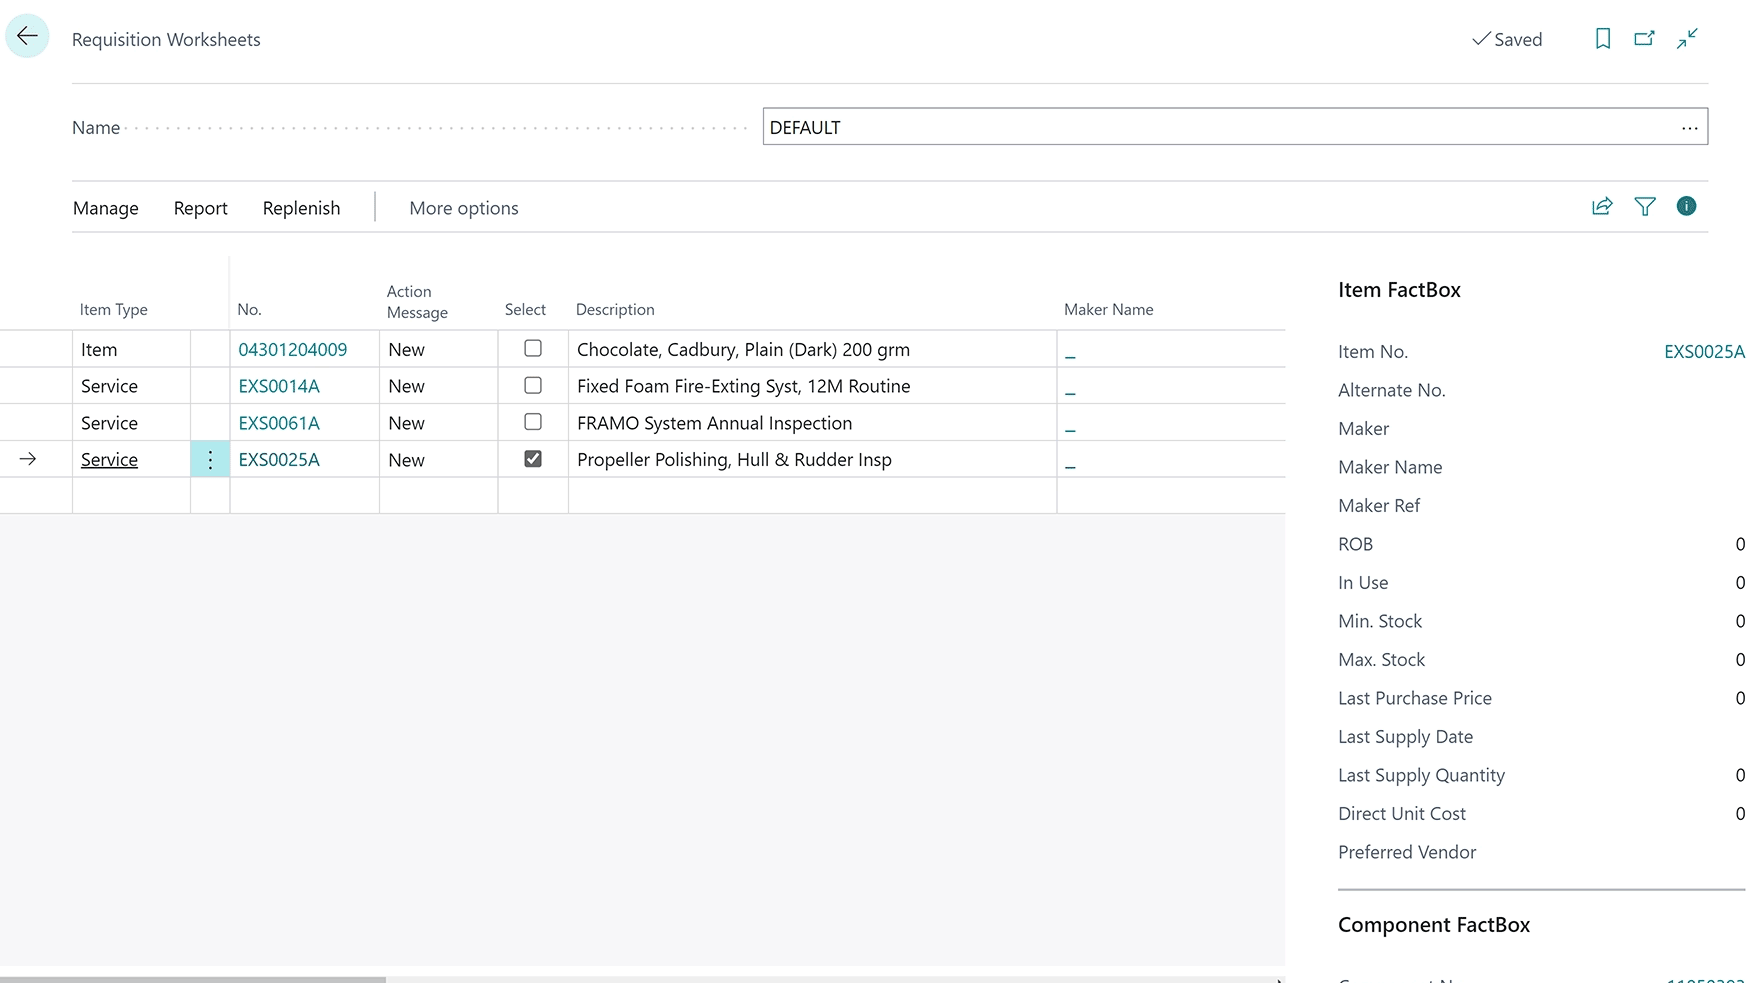 Requisition Worksheets
Saved
Name
DEFAULT
Manage Report Replenish More options
Item Type No. Action Message Select Description Maker Name
Item 04301204009 New Chocolate, Cadbury, Plain (Dark) 200 grm _
Service EXS0014A New Fixed Foam Fire-Exting Syst, 12M Routine _
Service EXS0061A New FRAMO System Annual Inspection _
Service EXS0025A New Propeller Polishing, Hull & Rudder Insp _
Item FactBox
Item No. EXS0025A
Alternate No.
Maker
Maker Name
Maker Ref
ROB 0
In Use 0
Min. Stock 0
Max. Stock 0
Last Purchase Price 0
Last Supply Date
Last Supply Quantity 0
Direct Unit Cost 0
Preferred Vendor
Component FactBox